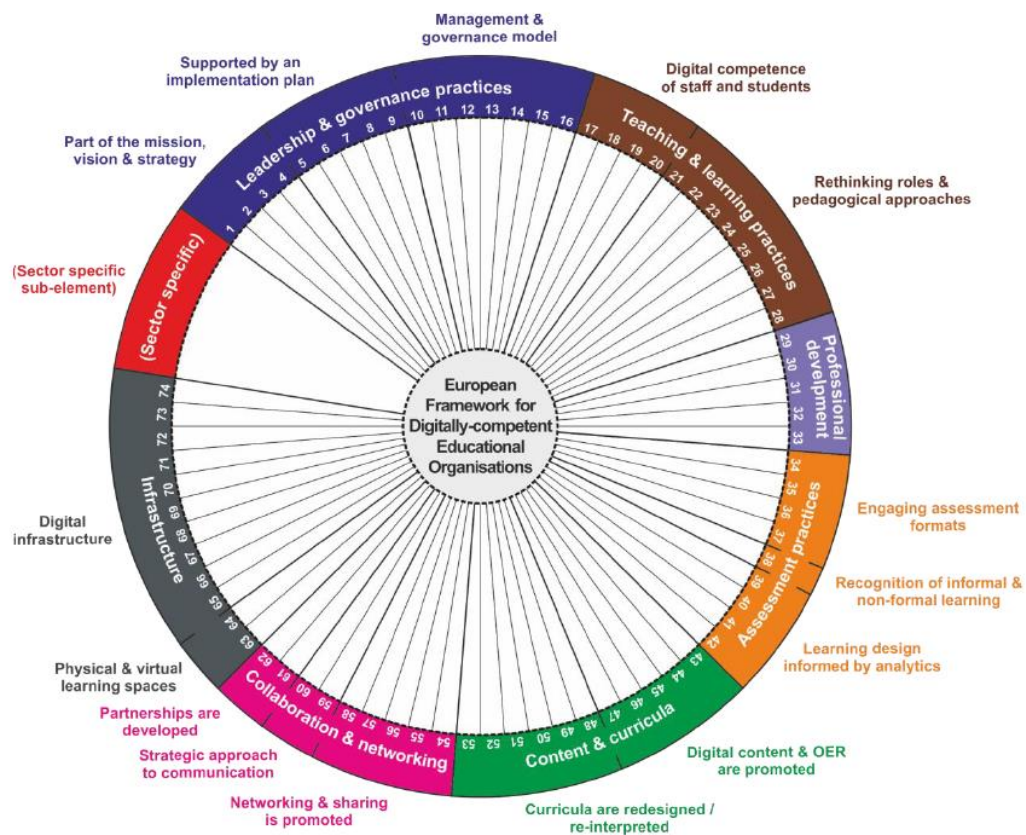 Management &
governance model
Supported by an
implementation plan
Part of the mission,
vision & strategy
(Sector specific
sub-element)
Digital
infrastructure
Physical & virtual
learning spaces
Partnerships are
developed
Strategic approach
to communication
Networking & sharing
is promoted
Digital competence
of staff and students
Rethinking roles &
pedagogical approaches
Engaging assessment
formats
Recognition of informal &
non-formal learning
Learning design
informed by analytics
Digital content & OER
are promoted
Curricula are redesigned /
re-interpreted
Leadership & governance practices
Teaching & learning practices
Professional
develpment
Assessment practices
Content & curricula
Collaboration & networking
Infrastructure
(Sector specific)
1 2 3 4 5 6 7 8 9 10 11 12 13 14 15 16
17 18 19 20 21 22 23 24 25 26 27 28
29 30 31 32 33
34 35 36 37 38 39 40 41 42
43 44 45 46 47 48 49 50 51 52 53
54 55 56 57 58 59 60 61 62
63 64 65 66 67 68 69 70 71 72 73 74
European
Framework for
Digitally-competent
Educational
Organisations